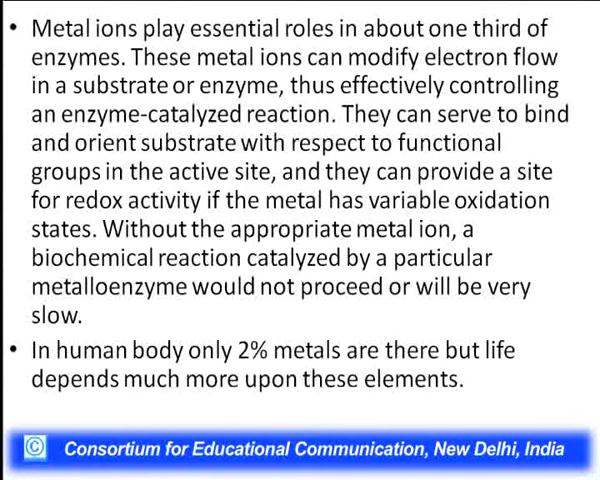 • Metal ions play essential roles in about one third of
enzymes. These metal ions can modify electron flow
in a substrate or enzyme, thus effectively controlling
an enzyme-catalyzed reaction. They can serve to bind
and orient substrate with respect to functional
groups in the active site, and they can provide a site
for redox activity if the metal has variable oxidation
states. Without the appropriate metal ion, a
biochemical reaction catalyzed by a particular
metalloenzyme would not proceed or will be very
slow.
• In human body only 2% metals are there but life
depends much more upon these elements.
© Consortium for Educational Communication, New Delhi, India